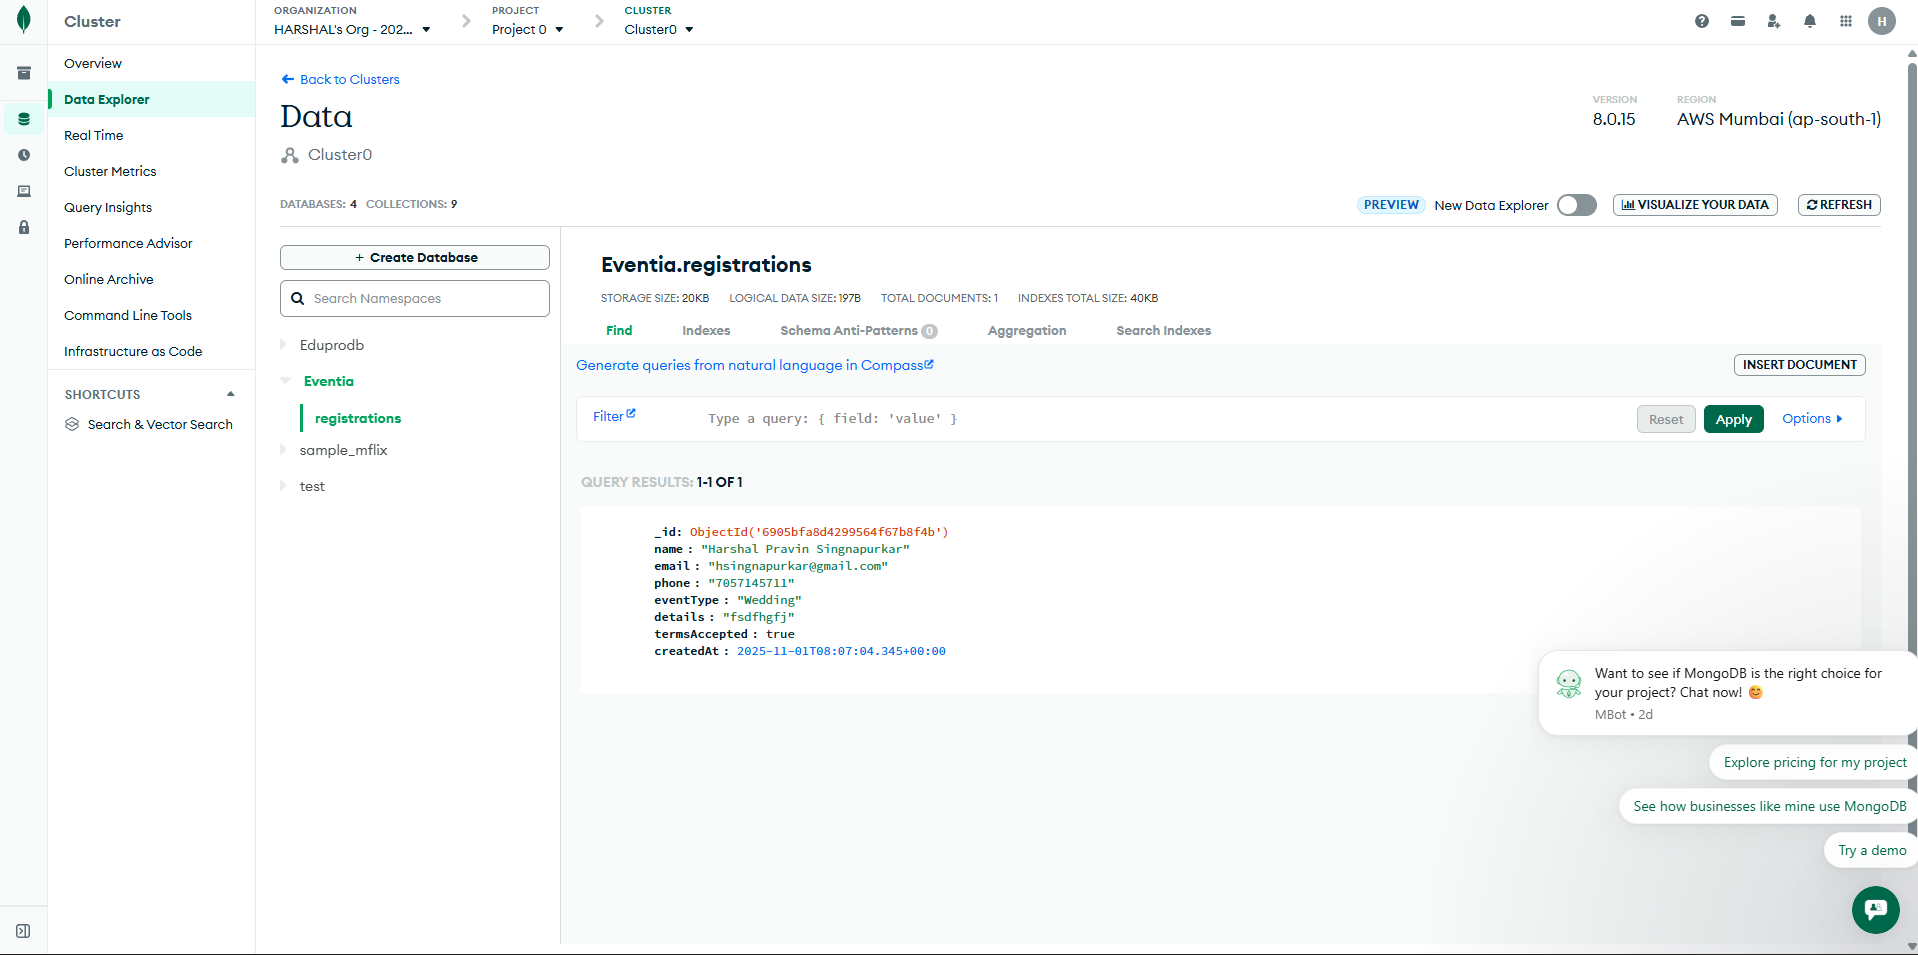 Cluster
ORGANIZATION
HARSHAL's Org - 202...
PROJECT
Project 0
CLUSTER
Cluster0
H
Overview
Data Explorer
Real Time
Cluster Metrics
Query Insights
Performance Advisor
Online Archive
Command Line Tools
Infrastructure as Code
SHORTCUTS
Search & Vector Search
Back to Clusters
Data
Cluster0
VERSION
8.0.15
REGION
AWS Mumbai (ap-south-1)
DATABASES: 4 COLLECTIONS: 9
PREVIEW New Data Explorer
VISUALIZE YOUR DATA
REFRESH
+ Create Database
Search Namespaces
Eduprodb
Eventia
registrations
sample_mflix
test
Eventia.registrations
STORAGE SIZE: 20KB LOGICAL DATA SIZE: 197B TOTAL DOCUMENTS: 1 INDEXES TOTAL SIZE: 40KB
Find Indexes Schema Anti-Patterns 0 Aggregation Search Indexes
Generate queries from natural language in Compass
INSERT DOCUMENT
Filter
Type a query: { field: 'value' }
Reset
Apply
Options
QUERY RESULTS: 1-1 OF 1
_id: ObjectId('6905bfa8d4299564f67b8f4b')
name : "Harshal Pravin Singnapurkar"
email : "hsingnapurkar@gmail.com"
phone : "7057145711"
eventType : "Wedding"
details : "fsdfhgfj"
termsAccepted : true
createdAt : 2025-11-01T08:07:04.345+00:00
Want to see if MongoDB is the right choice for
your project? Chat now! 😊
MBot • 2d
Explore pricing for my project
See how businesses like mine use MongoDB
Try a demo